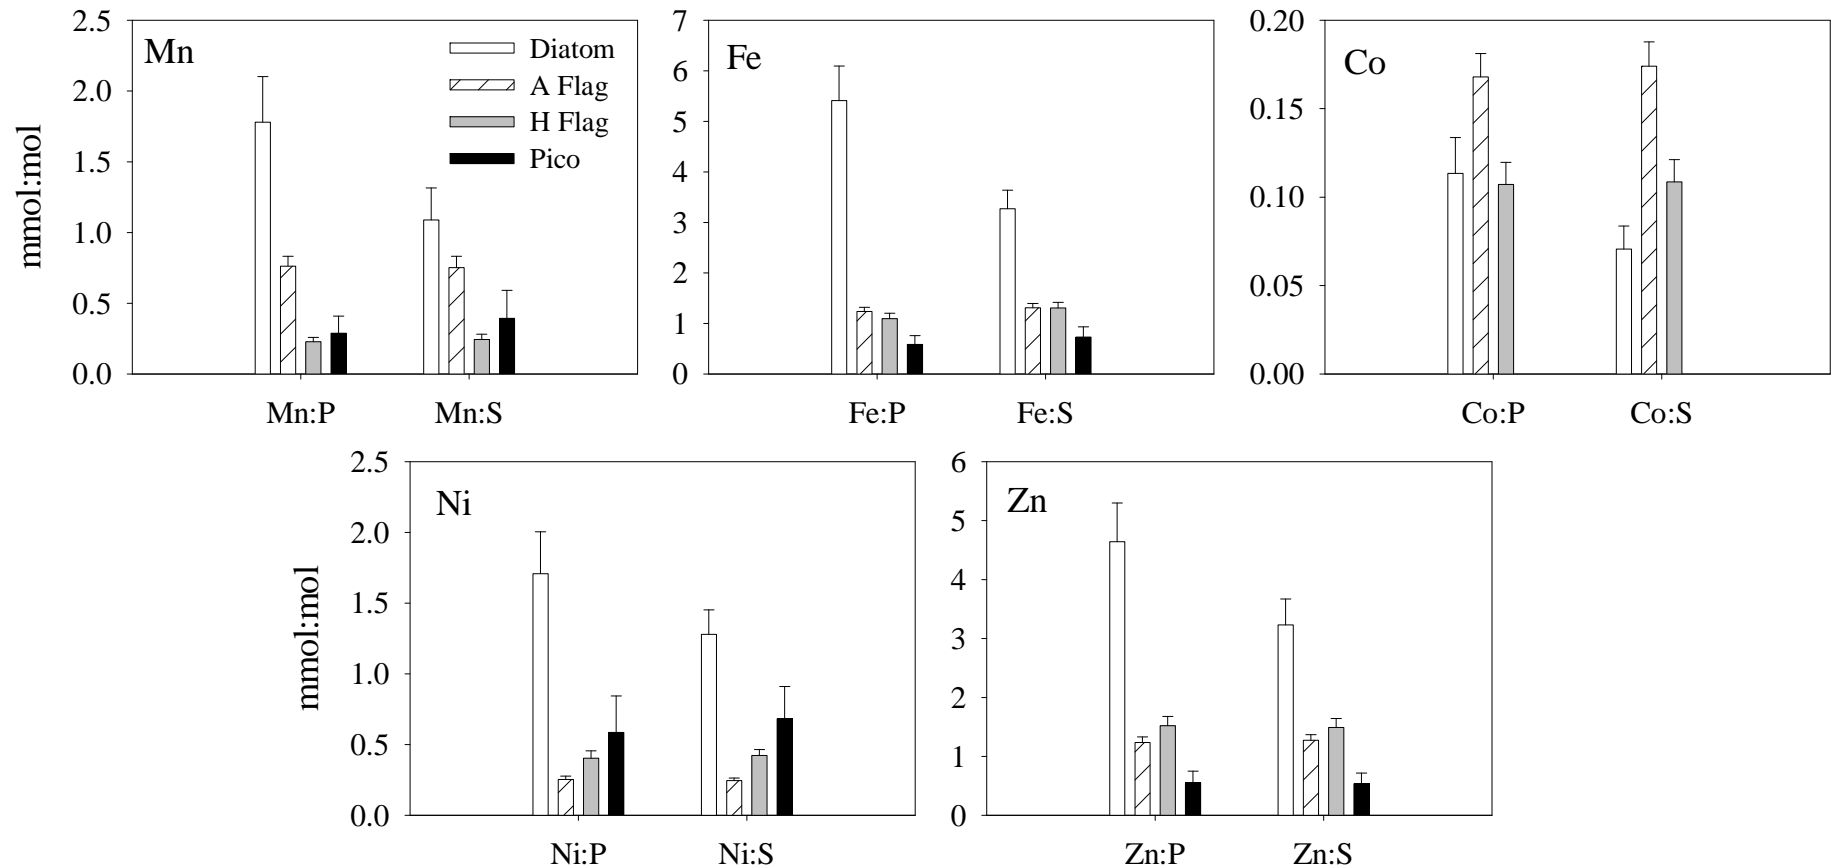 Mn
Diatom
A Flag
H Flag
Pico
mmol:mol
2.5
2.0
1.5
1.0
0.5
0.0
Mn:P Mn:S
Fe
7
6
5
4
3
2
1
0
Fe:P Fe:S
Co
0.20
0.15
0.10
0.05
0.00
Co:P Co:S
Ni
mmol:mol
2.5
2.0
1.5
1.0
0.5
0.0
Ni:P Ni:S
Zn
6
5
4
3
2
1
0
Zn:P Zn:S